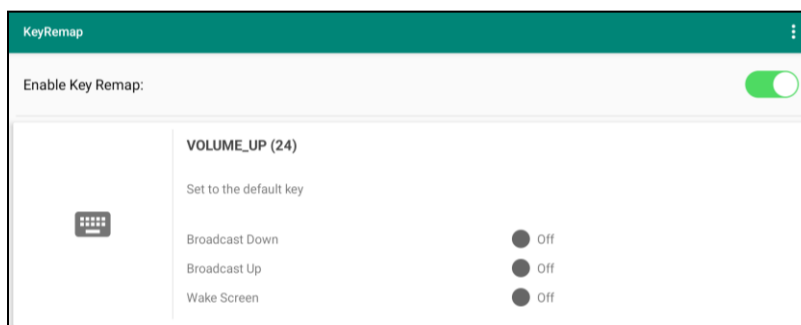 KeyRemap
Enable Key Remap:
VOLUME_UP (24)
Set to the default key
Broadcast Down Off
Broadcast Up Off
Wake Screen Off